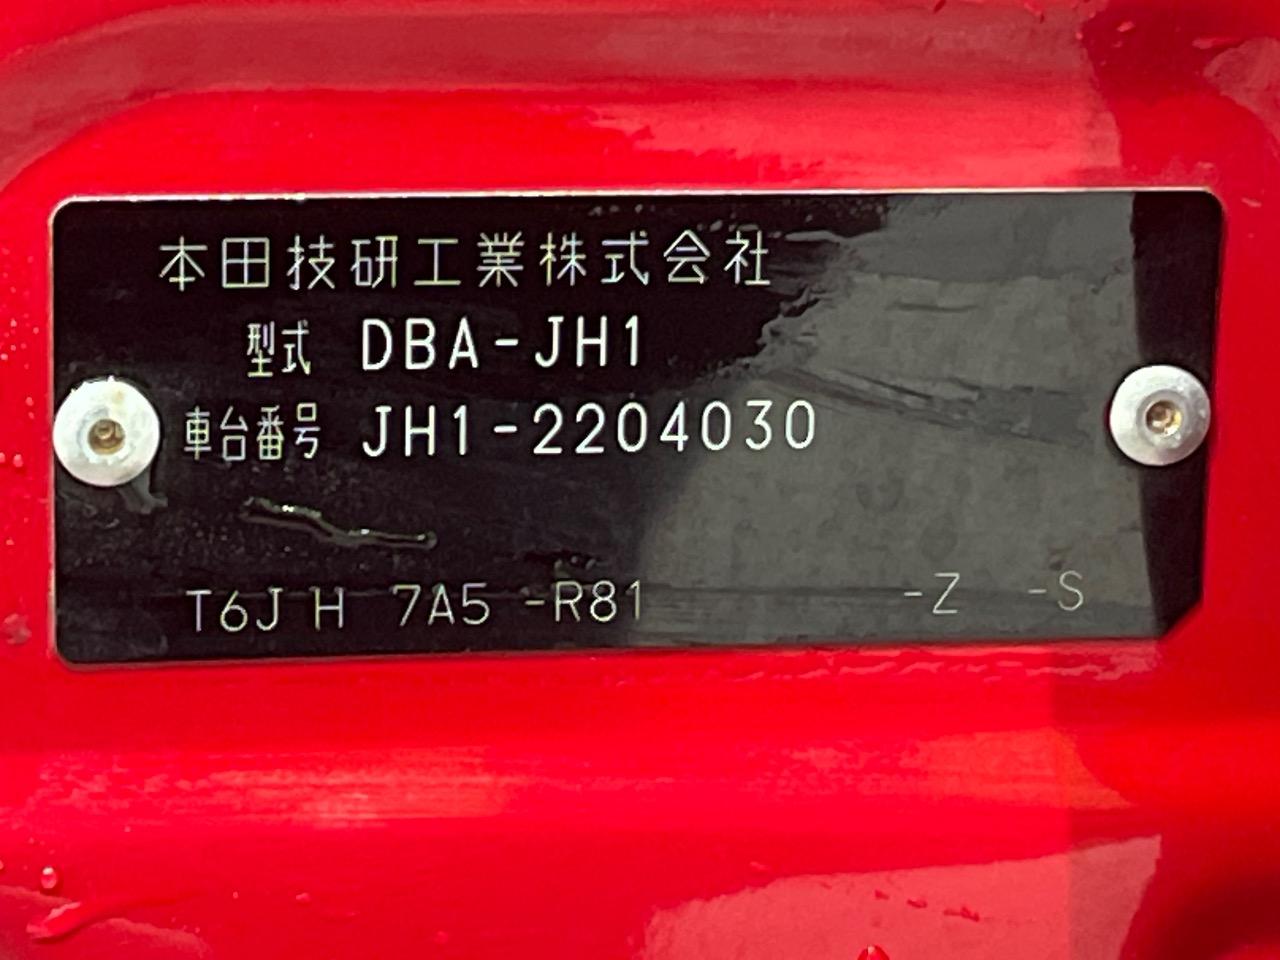 本田技研工業株式会社
型式 DBA-JH1
車台番号 JH1-2204030
T6JH 7A5 -R81 -Z -S